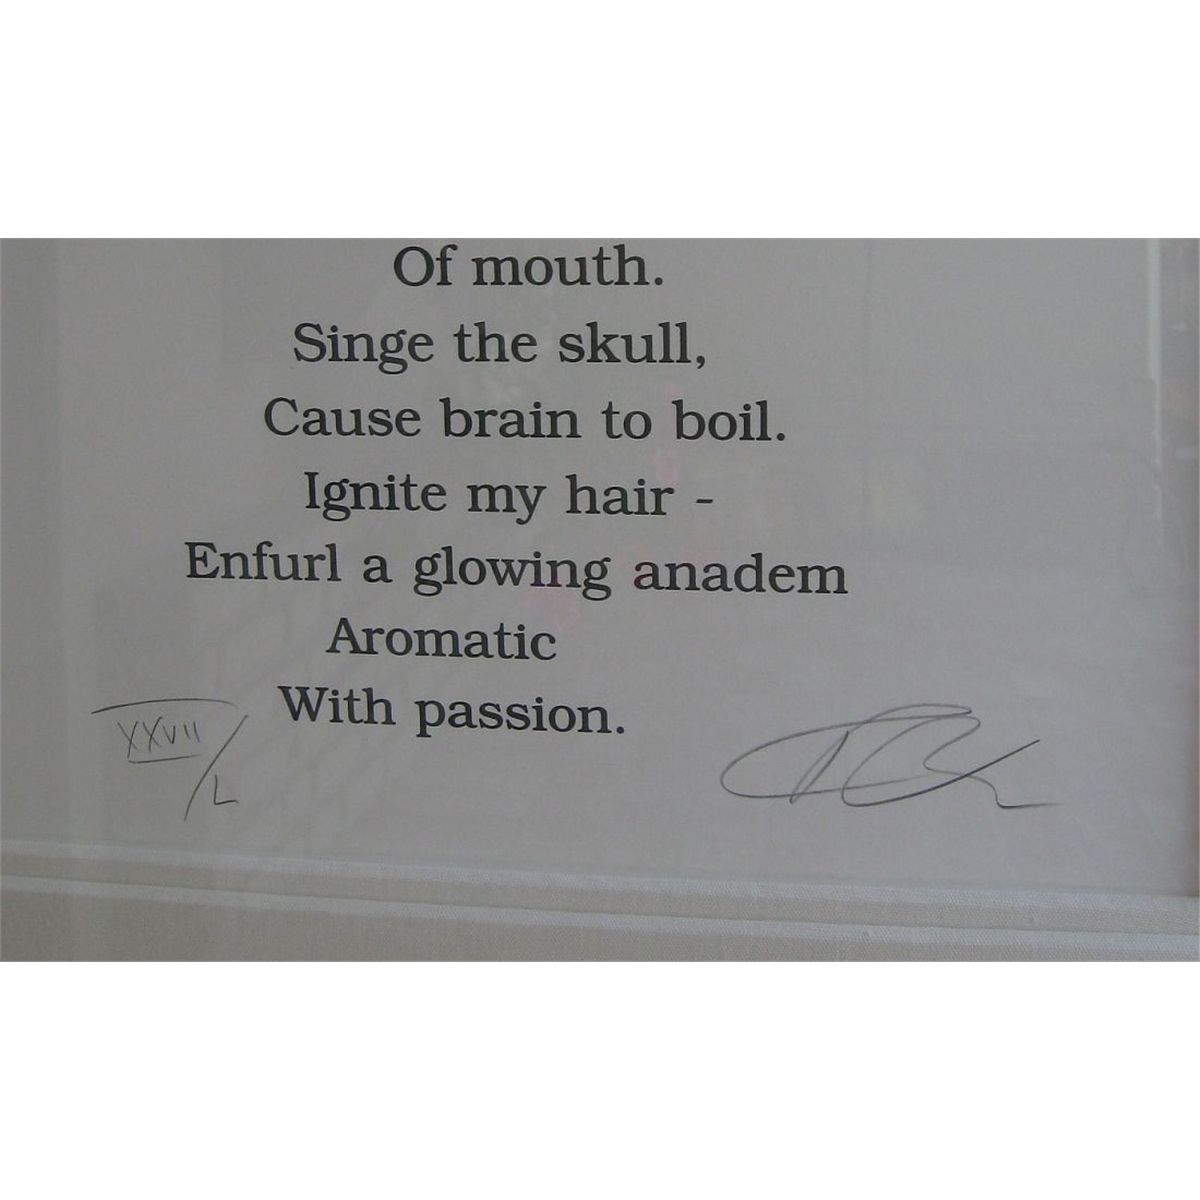 Of mouth.
Singe the skull,
Cause brain to boil.
Ignite my hair -
Enfurl a glowing anadem
Aromatic
With passion.
XXVII/L